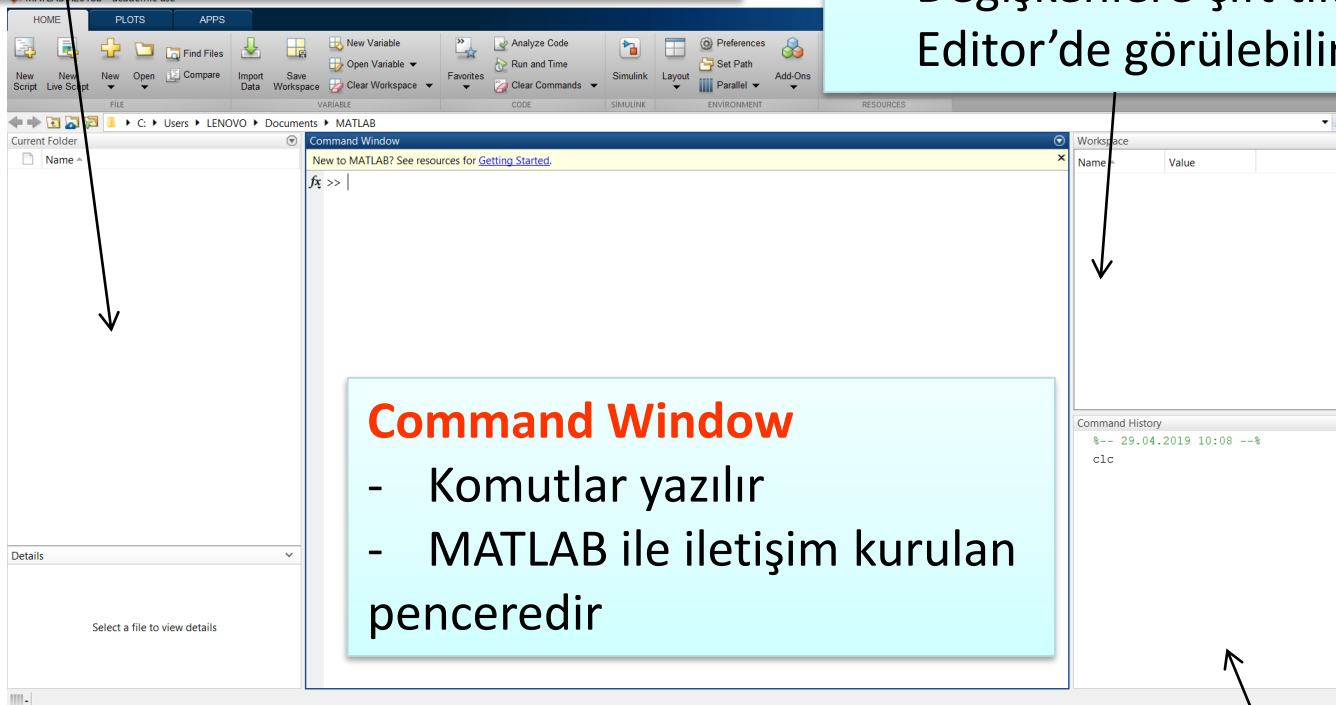 Editor'de görülebilir
HOME PLOTS APPS
New Script
New Live Script
New
Open
Find Files
Compare
Import Data
Save Workspace
New Variable
Open Variable
Clear Workspace
Favorites
Analyze Code
Run and Time
Clear Commands
Simulink
Layout
Preferences
Set Path
Parallel
Add-Ons
FILE VARIABLE CODE SIMULINK ENVIRONMENT RESOURCES
C: Users LENOVO Documents MATLAB
Current Folder
Name
Command Window
New to MATLAB? See resources for Getting Started.
fx >>
Workspace
Name Value
Command Window
- Komutlar yazılır
- MATLAB ile iletişim kurulan
penceredir
Command History
%-- 29.04.2019 10:08 --%
clc
Details
Select a file to view details